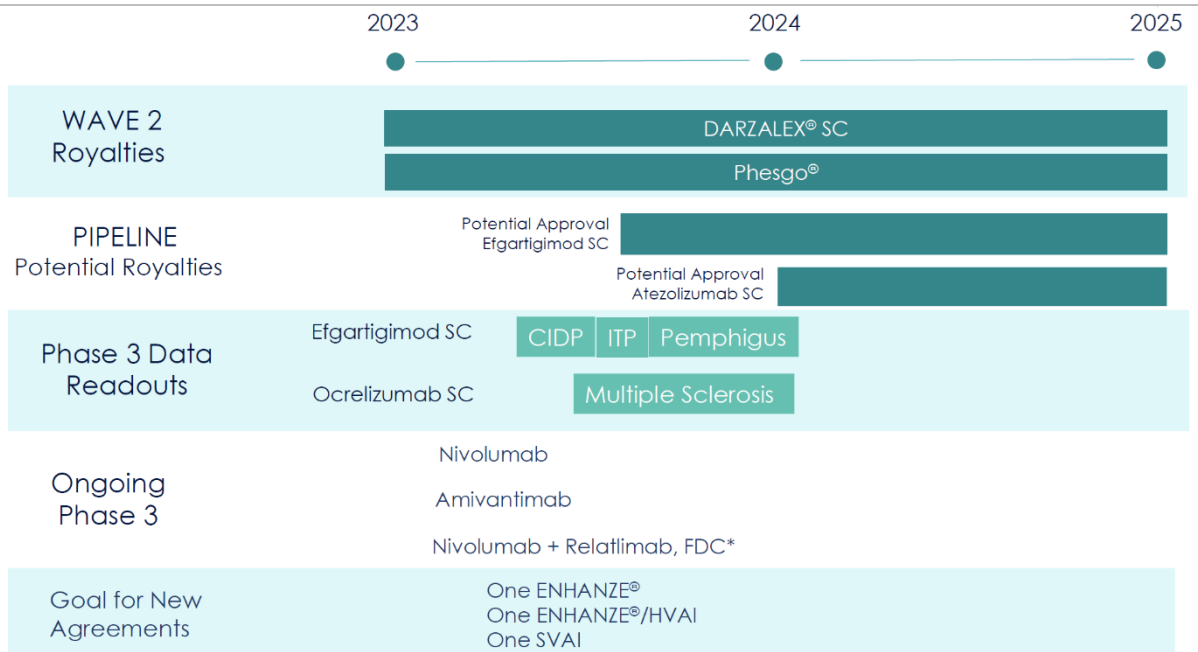 2023 2024 2025
WAVE 2
Royalties
DARZALEX® SC
Phesgo®
PIPELINE
Potential Royalties
Potential Approval
Efgartigimod SC
Potential Approval
Atezolizumab SC
Phase 3 Data
Readouts
Efgartigimod SC
CIDP ITP Pemphigus
Ocrelizumab SC
Multiple Sclerosis
Ongoing
Phase 3
Nivolumab
Amivantimab
Nivolumab + Relatlimab, FDC*
Goal for New
Agreements
One ENHANZE®
One ENHANZE®/HVAI
One SVAI